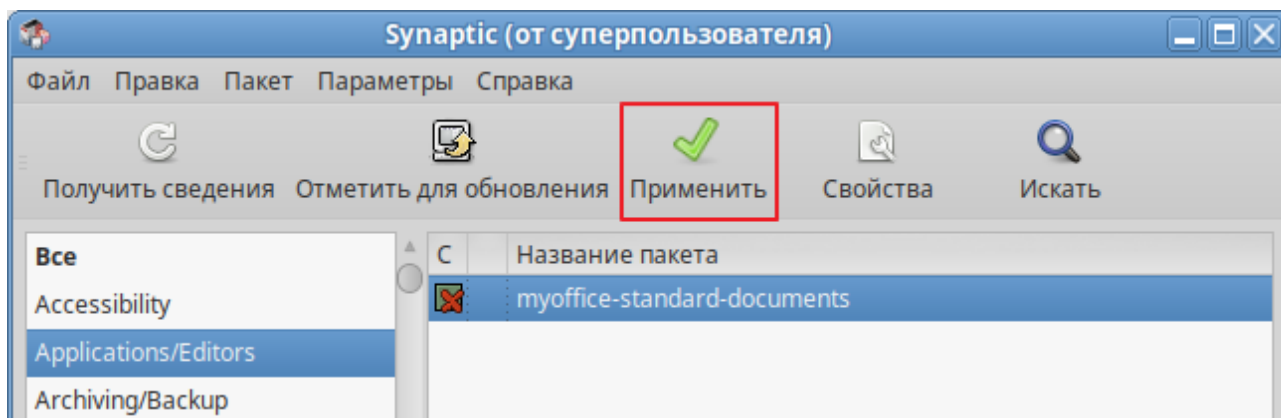 Synaptic (от суперпользователя)
Файл Правка Пакет Параметры Справка
Получить сведения Отметить для обновления Применить Свойства Искать
Все
С Название пакета
Accessibility
myoffice-standard-documents
Applications/Editors
Archiving/Backup